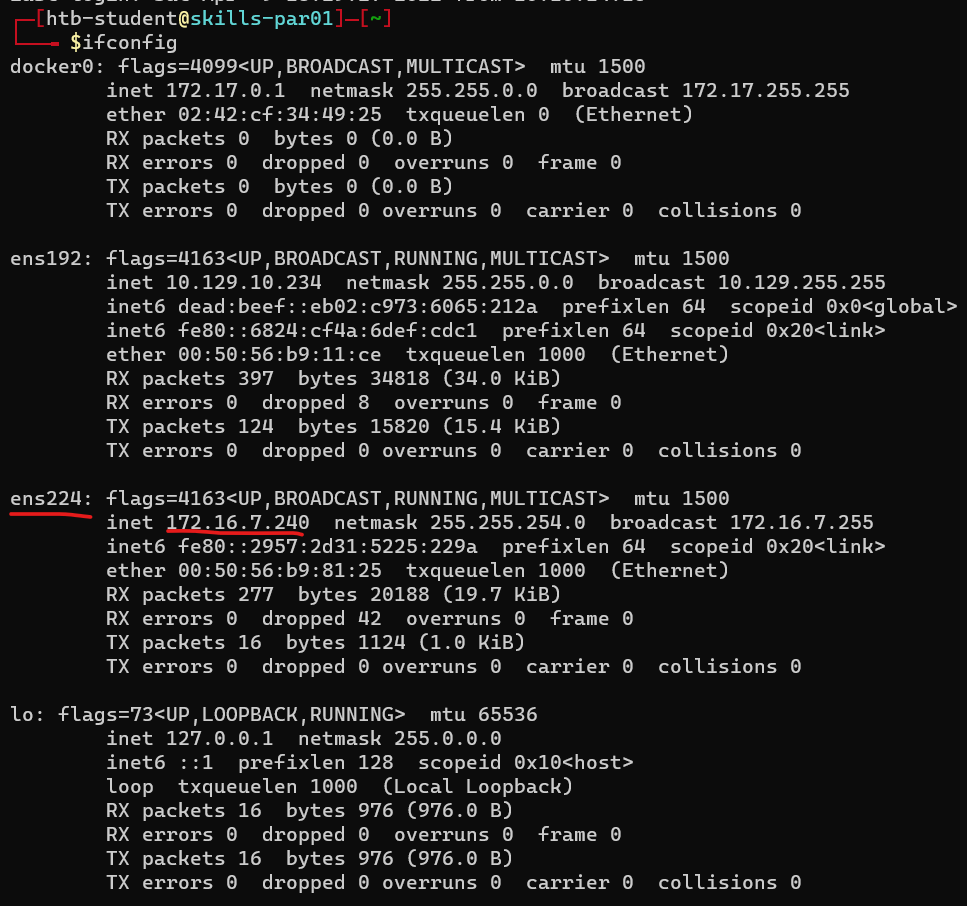 ┌─[htb-student@skills-par01]─[~]
└──╼ $ifconfig
docker0: flags=4099<UP,BROADCAST,MULTICAST>  mtu 1500
        inet 172.17.0.1  netmask 255.255.0.0  broadcast 172.17.255.255
        ether 02:42:cf:34:49:25  txqueuelen 0  (Ethernet)
        RX packets 0  bytes 0 (0.0 B)
        RX errors 0  dropped 0  overruns 0  frame 0
        TX packets 0  bytes 0 (0.0 B)
        TX errors 0  dropped 0 overruns 0  carrier 0  collisions 0

ens192: flags=4163<UP,BROADCAST,RUNNING,MULTICAST>  mtu 1500
        inet 10.129.10.234  netmask 255.255.0.0  broadcast 10.129.255.255
        inet6 dead:beef::eb02:c973:6065:212a  prefixlen 64  scopeid 0x0<global>
        inet6 fe80::6824:cf4a:6def:cdc1  prefixlen 64  scopeid 0x20<link>
        ether 00:50:56:b9:11:ce  txqueuelen 1000  (Ethernet)
        RX packets 397  bytes 34818 (34.0 KiB)
        RX errors 0  dropped 8  overruns 0  frame 0
        TX packets 124  bytes 15820 (15.4 KiB)
        TX errors 0  dropped 0 overruns 0  carrier 0  collisions 0

ens224: flags=4163<UP,BROADCAST,RUNNING,MULTICAST>  mtu 1500
        inet 172.16.7.240  netmask 255.255.254.0  broadcast 172.16.7.255
        inet6 fe80::2957:2d31:5225:229a  prefixlen 64  scopeid 0x20<link>
        ether 00:50:56:b9:81:25  txqueuelen 1000  (Ethernet)
        RX packets 277  bytes 20188 (19.7 KiB)
        RX errors 0  dropped 42  overruns 0  frame 0
        TX packets 16  bytes 1124 (1.0 KiB)
        TX errors 0  dropped 0 overruns 0  carrier 0  collisions 0

lo: flags=73<UP,LOOPBACK,RUNNING>  mtu 65536
        inet 127.0.0.1  netmask 255.0.0.0
        inet6 ::1  prefixlen 128  scopeid 0x10<host>
        loop  txqueuelen 1000  (Local Loopback)
        RX packets 16  bytes 976 (976.0 B)
        RX errors 0  dropped 0  overruns 0  frame 0
        TX packets 16  bytes 976 (976.0 B)
        TX errors 0  dropped 0 overruns 0  carrier 0  collisions 0